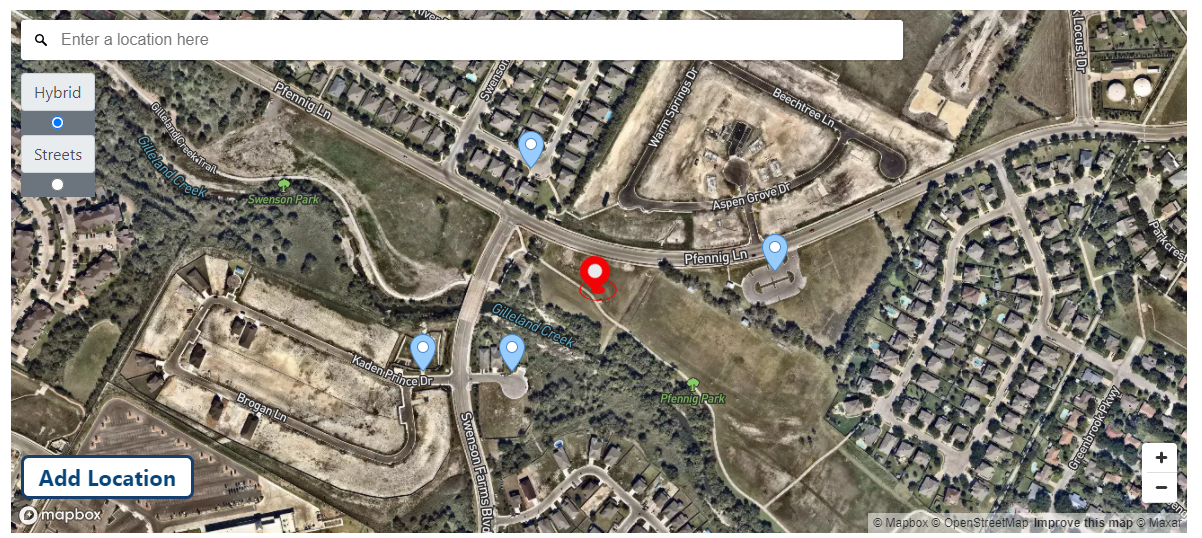 Enter a location here
Hybrid
Streets
Pfennig Ln
Swenson
Warm Springs Dr
Beechtree Ln
k Locust Dr
Gilleland Creek Trail
Gilleland Creek
Swenson Park
Aspen Grove Dr
Parkcrest
Pfennig Ln
Gilleland Creek
Kaden Prince Dr
Pfennig Park
Brogan Ln
Swenson Farms Blvd
Greenbrook Pkwy
Add Location
+
−
mapbox
© Mapbox © OpenStreetMap Improve this map © Maxar